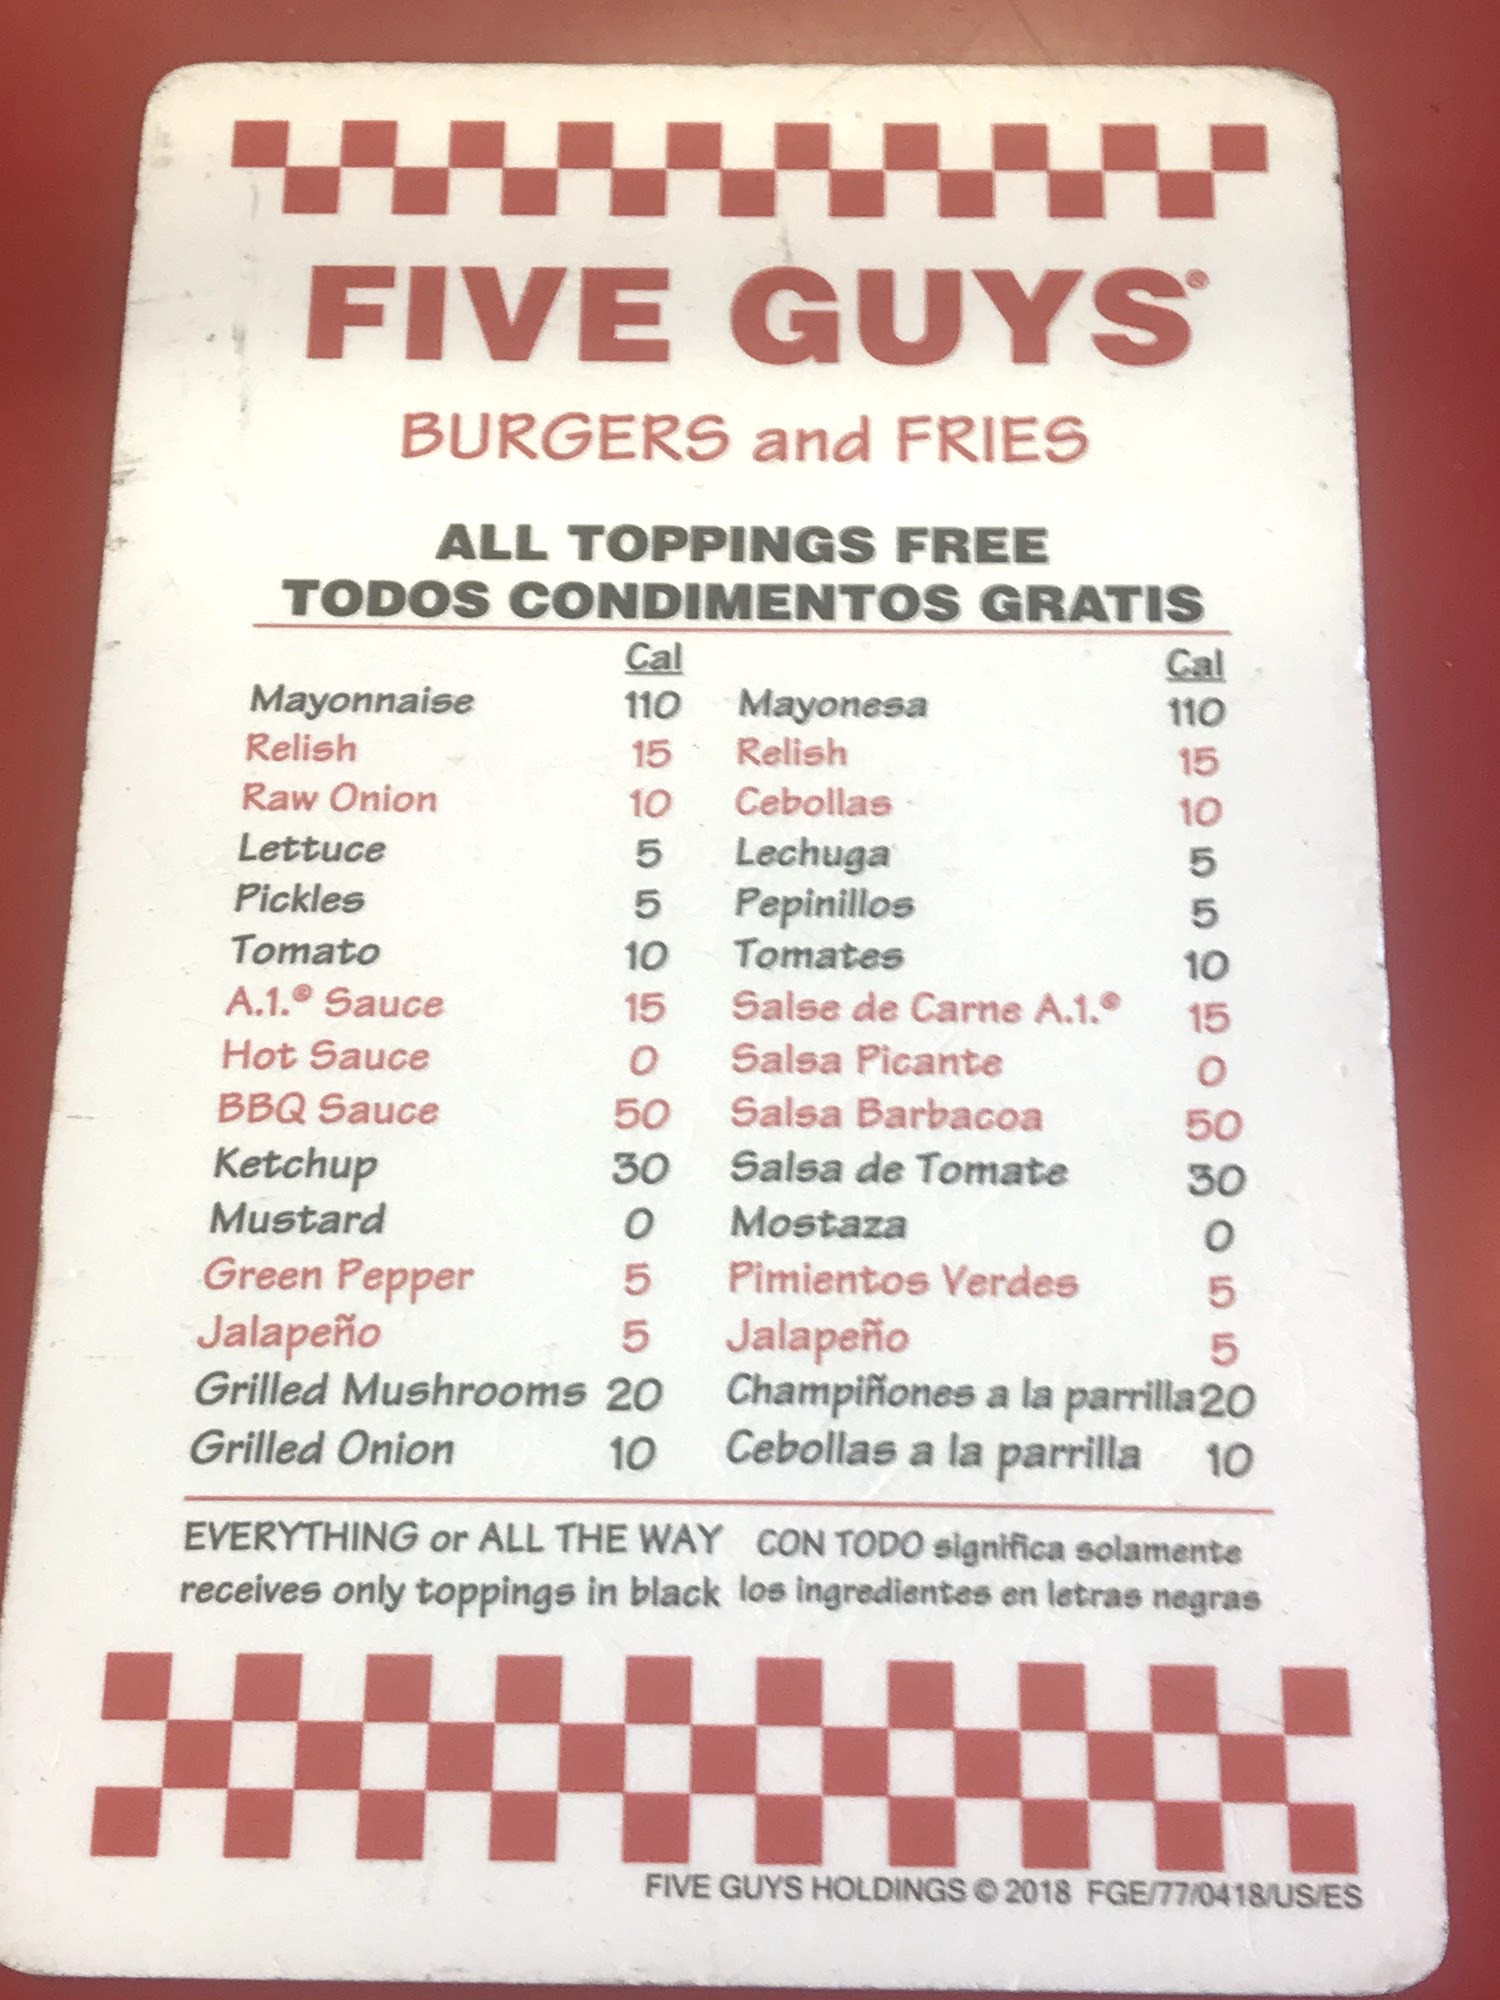 FIVE GUYS®
BURGERS and FRIES
ALL TOPPINGS FREE
TODOS CONDIMENTOS GRATIS
Cal Cal
Mayonnaise 110 Mayonesa 110
Relish 15 Relish 15
Raw Onion 10 Cebollas 10
Lettuce 5 Lechuga 5
Pickles 5 Pepinillos 5
Tomato 10 Tomates 10
A.1.® Sauce 15 Salse de Carne A.1.® 15
Hot Sauce 0 Salsa Picante 0
BBQ Sauce 50 Salsa Barbacoa 50
Ketchup 30 Salsa de Tomate 30
Mustard 0 Mostaza 0
Green Pepper 5 Pimientos Verdes 5
Jalapeño 5 Jalapeño 5
Grilled Mushrooms 20 Champiñones a la parrilla 20
Grilled Onion 10 Cebollas a la parrilla 10
EVERYTHING or ALL THE WAY CON TODO significa solamente
receives only toppings in black los ingredientes en letras negras
FIVE GUYS HOLDINGS © 2018 FGE/77/0418/US/ES